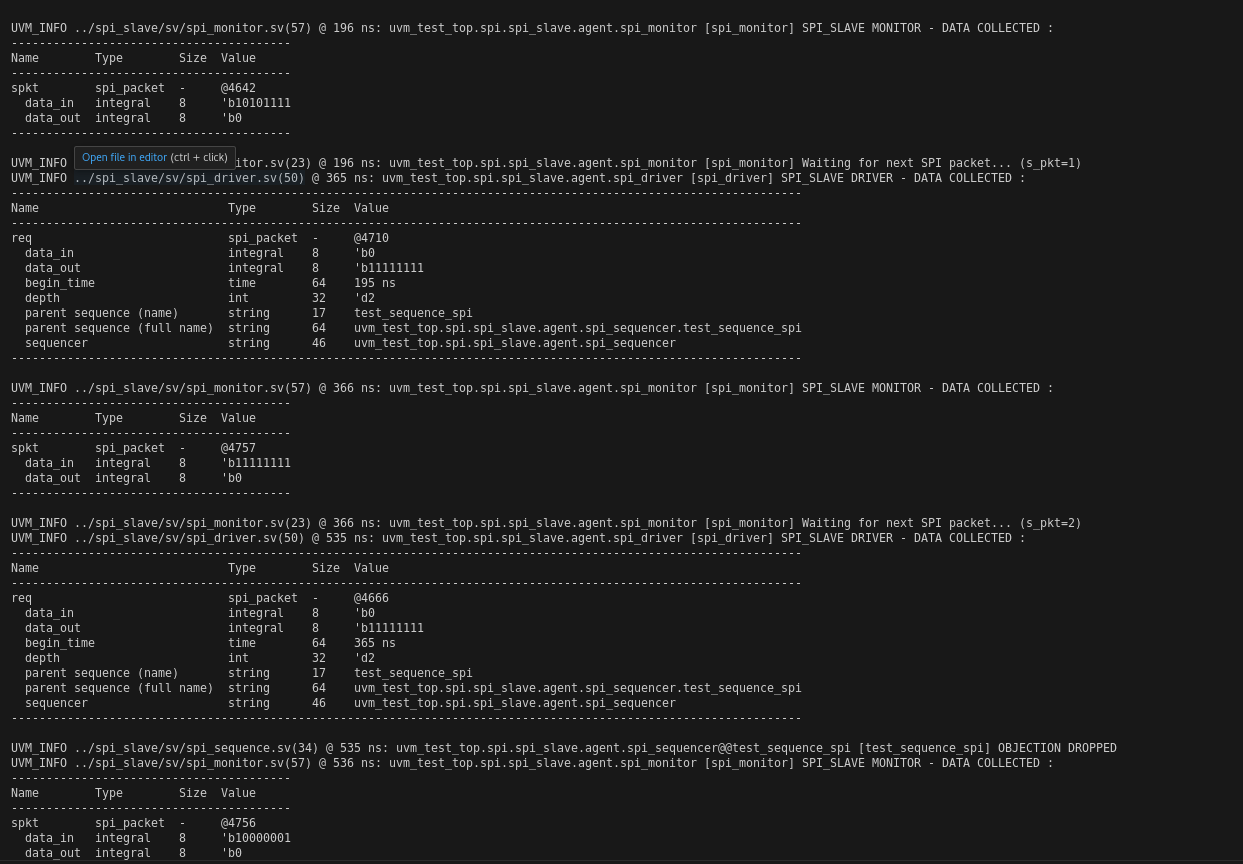 UVM_INFO ../spi_slave/sv/spi_monitor.sv(57) @ 196 ns: uvm_test_top.spi.spi_slave.agent.spi_monitor [spi_monitor] SPI_SLAVE MONITOR - DATA COLLECTED :
----------------------------------------
Name        Type         Size  Value
----------------------------------------
spkt        spi_packet  -     @4642
  data_in   integral    8     'b10101111
  data_out  integral    8     'b0
----------------------------------------
Open file in editor (ctrl + click)
UVM_INFO itor.sv(23) @ 196 ns: uvm_test_top.spi.spi_slave.agent.spi_monitor [spi_monitor] Waiting for next SPI packet... (s_pkt=1)
UVM_INFO ../spi_slave/sv/spi_driver.sv(50) @ 365 ns: uvm_test_top.spi.spi_slave.agent.spi_driver [spi_driver] SPI_SLAVE DRIVER - DATA COLLECTED :
-----------------------------------------------------------------------------------------------------------------
Name                           Type        Size  Value
-----------------------------------------------------------------------------------------------------------------
req                            spi_packet  -     @4710
  data_in                      integral    8     'b0
  data_out                     integral    8     'b11111111
  begin_time                   time        64    195 ns
  depth                        int         32    'd2
  parent sequence (name)       string      17    test_sequence_spi
  parent sequence (full name)  string      64    uvm_test_top.spi.spi_slave.agent.spi_sequencer.test_sequence_spi
  sequencer                    string      46    uvm_test_top.spi.spi_slave.agent.spi_sequencer
-----------------------------------------------------------------------------------------------------------------
UVM_INFO ../spi_slave/sv/spi_monitor.sv(57) @ 366 ns: uvm_test_top.spi.spi_slave.agent.spi_monitor [spi_monitor] SPI_SLAVE MONITOR - DATA COLLECTED :
----------------------------------------
Name        Type         Size  Value
----------------------------------------
spkt        spi_packet  -     @4757
  data_in   integral    8     'b11111111
  data_out  integral    8     'b0
----------------------------------------
UVM_INFO ../spi_slave/sv/spi_monitor.sv(23) @ 366 ns: uvm_test_top.spi.spi_slave.agent.spi_monitor [spi_monitor] Waiting for next SPI packet... (s_pkt=2)
UVM_INFO ../spi_slave/sv/spi_driver.sv(50) @ 535 ns: uvm_test_top.spi.spi_slave.agent.spi_driver [spi_driver] SPI_SLAVE DRIVER - DATA COLLECTED :
-----------------------------------------------------------------------------------------------------------------
Name                           Type        Size  Value
-----------------------------------------------------------------------------------------------------------------
req                            spi_packet  -     @4666
  data_in                      integral    8     'b0
  data_out                     integral    8     'b11111111
  begin_time                   time        64    365 ns
  depth                        int         32    'd2
  parent sequence (name)       string      17    test_sequence_spi
  parent sequence (full name)  string      64    uvm_test_top.spi.spi_slave.agent.spi_sequencer.test_sequence_spi
  sequencer                    string      46    uvm_test_top.spi.spi_slave.agent.spi_sequencer
-----------------------------------------------------------------------------------------------------------------
UVM_INFO ../spi_slave/sv/spi_sequence.sv(34) @ 535 ns: uvm_test_top.spi.spi_slave.agent.spi_sequencer@@test_sequence_spi [test_sequence_spi] OBJECTION DROPPED
UVM_INFO ../spi_slave/sv/spi_monitor.sv(57) @ 536 ns: uvm_test_top.spi.spi_slave.agent.spi_monitor [spi_monitor] SPI_SLAVE MONITOR - DATA COLLECTED :
----------------------------------------
Name        Type         Size  Value
----------------------------------------
spkt        spi_packet  -     @4756
  data_in   integral    8     'b10000001
  data_out  integral    8     'b0